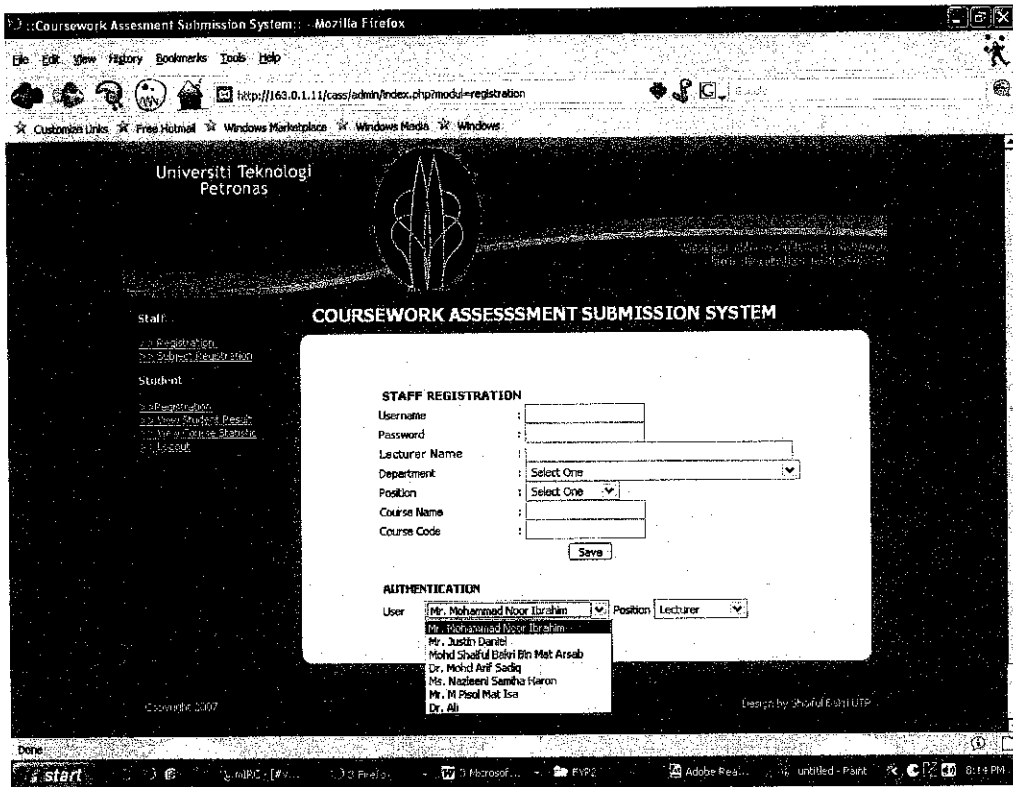 ::Coursework Assesment Submission System:: - Mozilla Firefox
File Edit View History Bookmarks Tools Help
http://163.0.1.11/cass/admin/index.php?modul=registration
Customize Links Free Hotmail Windows Marketplace Windows Media Windows
Universiti Teknologi
Petronas
COURSEWORK ASSESSSMENT SUBMISSION SYSTEM
Staff
>> Registration
>> Subject Registration
Student
>>Registration
>> View Student Result
>> View Course Statistic
>> Logout
STAFF REGISTRATION
Username :
Password :
Lecturer Name :
Department : Select One
Position : Select One
Course Name :
Course Code :
Save
AUTHENTICATION
User Mr. Mohammad Noor Ibrahim Position Lecturer
Mr. Mohammad Noor Ibrahim
Mr. Justin Daniel
Mohd Shaiful Bakri Bin Mat Arsab
Dr. Mohd Arif Sadiq
Ms. Nazleeni Samiha Haron
Mr. M Pisol Mat Isa
Dr. Ali
Copyright 2007
Design by Shaiful Bakri UTP
Done
start mIRC - [#v... 3 Firefox 3 Microsof... FYP2 Adobe Rea... untitled - Paint 8:14 PM